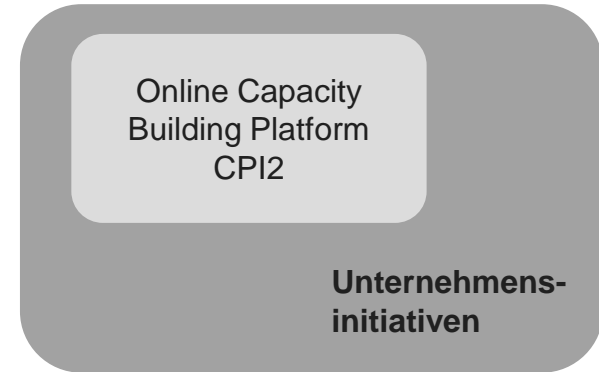 Online Capacity
Building Platform
CPI2
Unternehmens-
initiativen